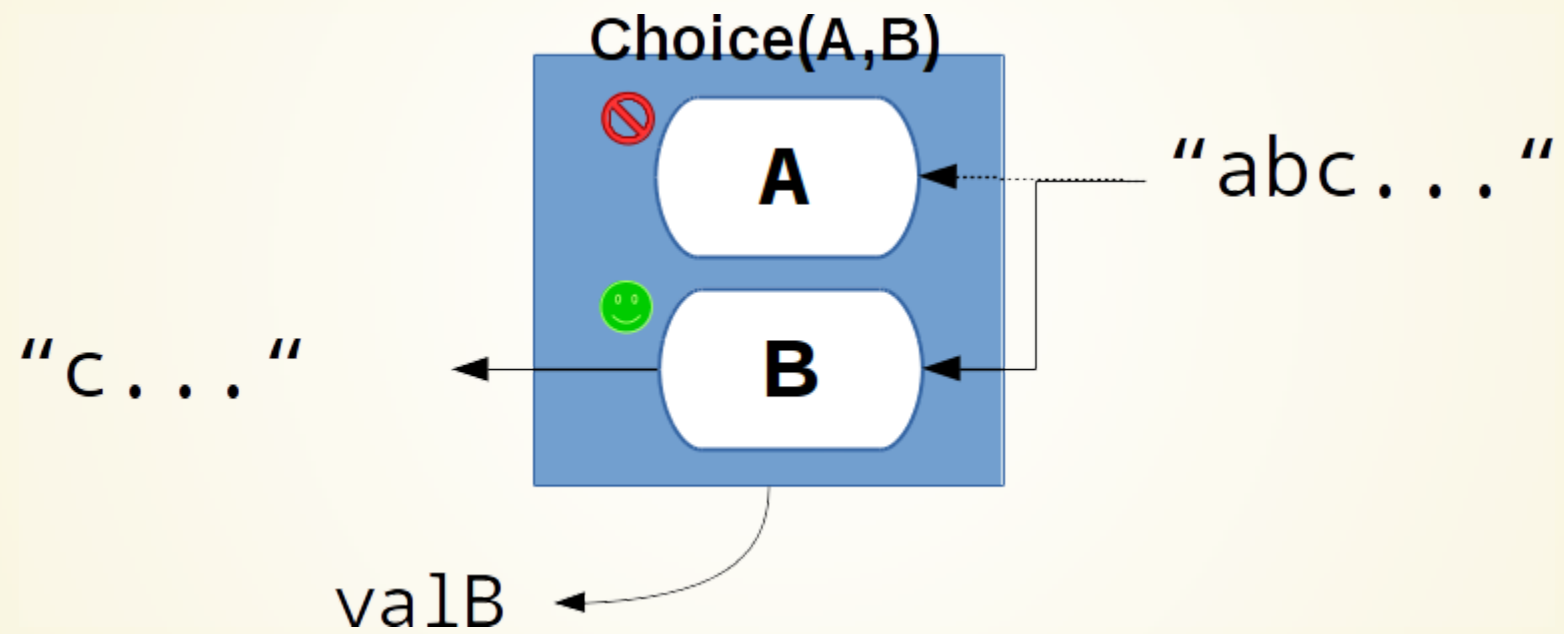 Choice(A,B)
A
“abc...“
B
“c...“
valB